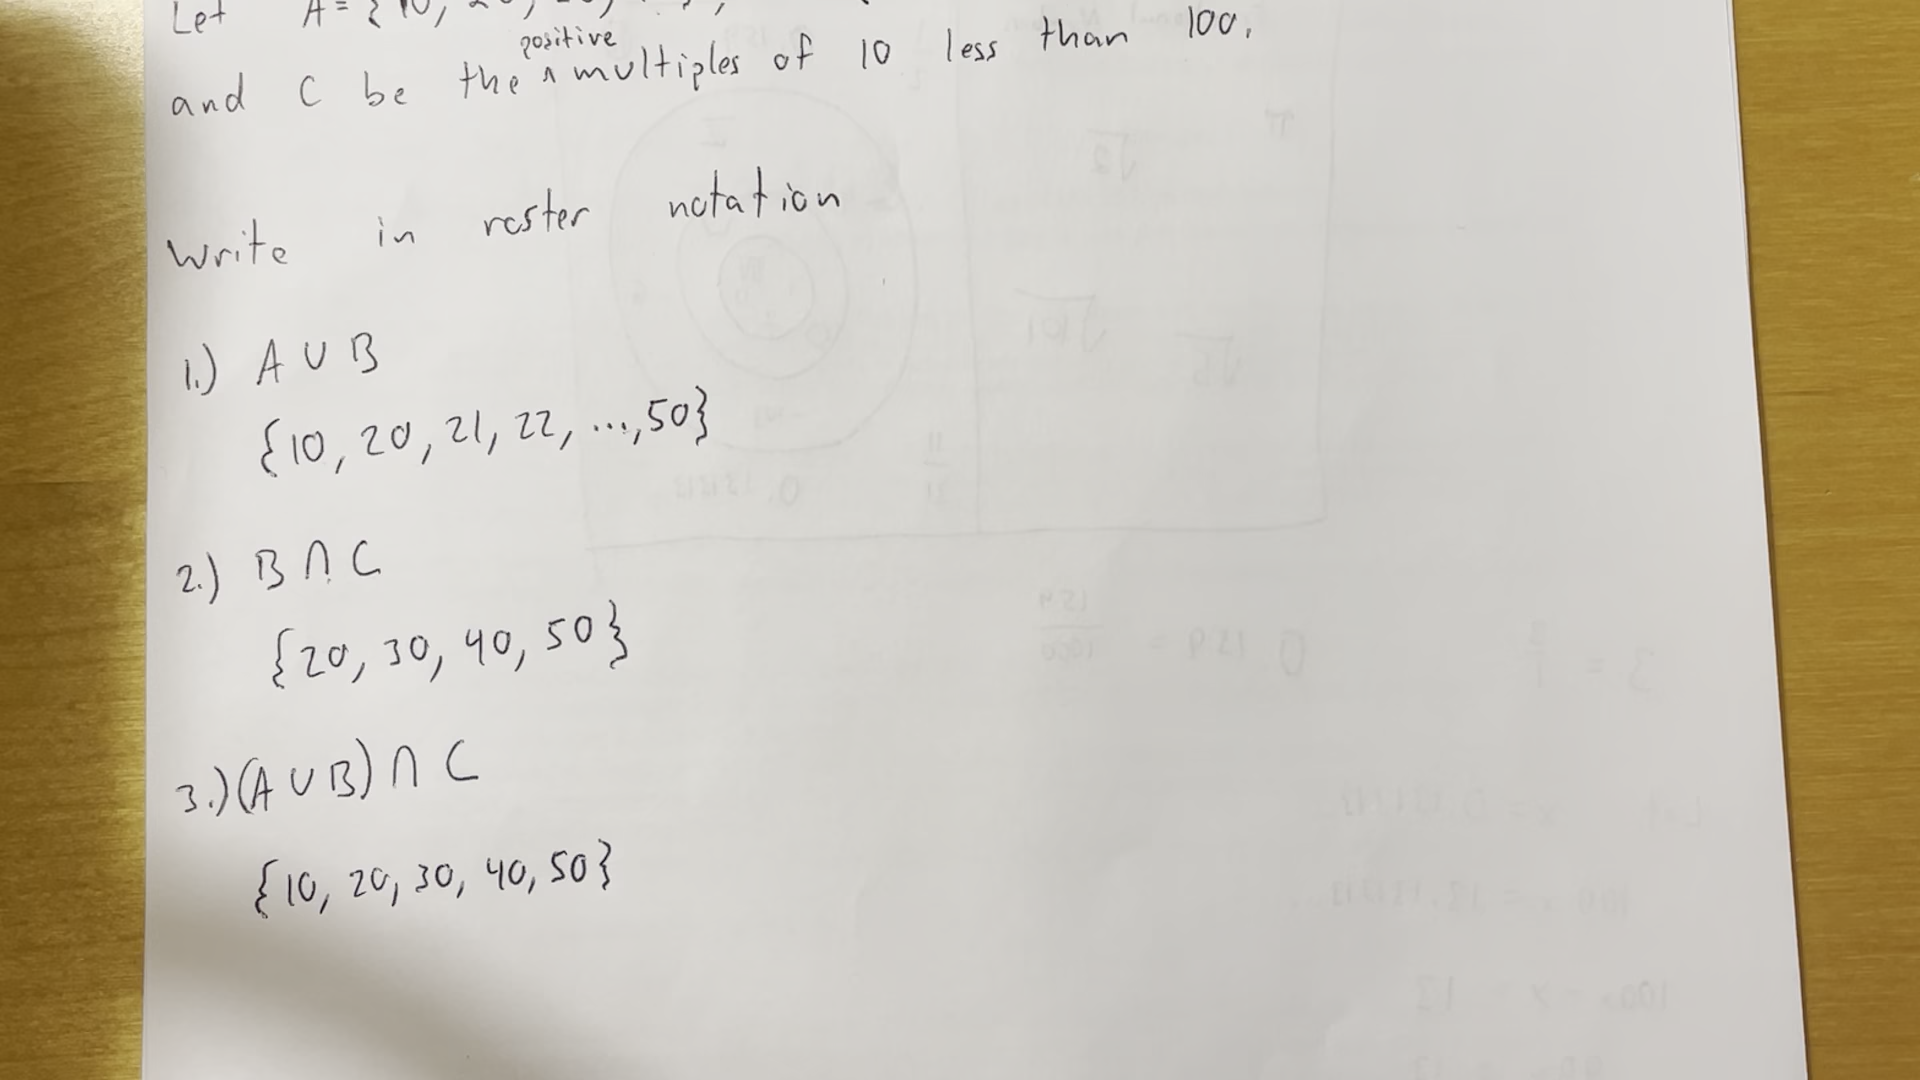 Let A = { 10,
positive
and C be the ^ multiples of 10 less than 100.
Write in roster notation
1.) A ∪ B
{10, 20, 21, 22, ..., 50}
2.) B ∩ C
{20, 30, 40, 50}
3.) (A ∪ B) ∩ C
{10, 20, 30, 40, 50}